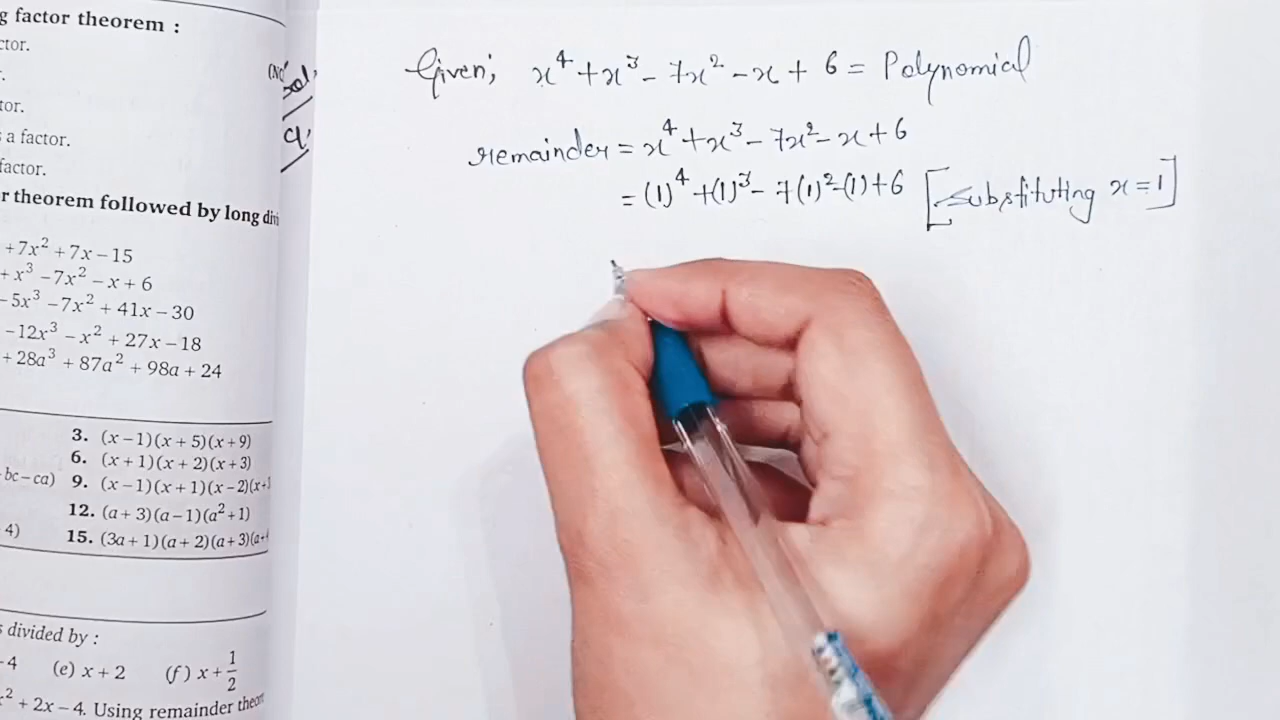 g factor theorem :
ctor.
r.
tor.
s a factor.
factor.
r theorem followed by long divi
+7x² +7x−15
+x³ −7x² −x+6
−5x³ −7x² +41x−30
−12x³ −x² +27x−18
+28a³ +87a² +98a+24
3. (x−1)(x+5)(x+9)
6. (x+1)(x+2)(x+3)
bc−ca) 9. (x−1)(x+1)(x−2)(x+
12. (a+3)(a−1)(a²+1)
4) 15. (3a+1)(a+2)(a+3)(a+
s divided by :
-4 (e) x+2 (f) x+1/2
x² +2x−4. Using remainder theor
Given; x⁴+x³−7x²−x+6 = Polynomial
remainder = x⁴+x³−7x²−x+6
= (1)⁴+(1)³−7(1)²−(1)+6 [substituting x=1]